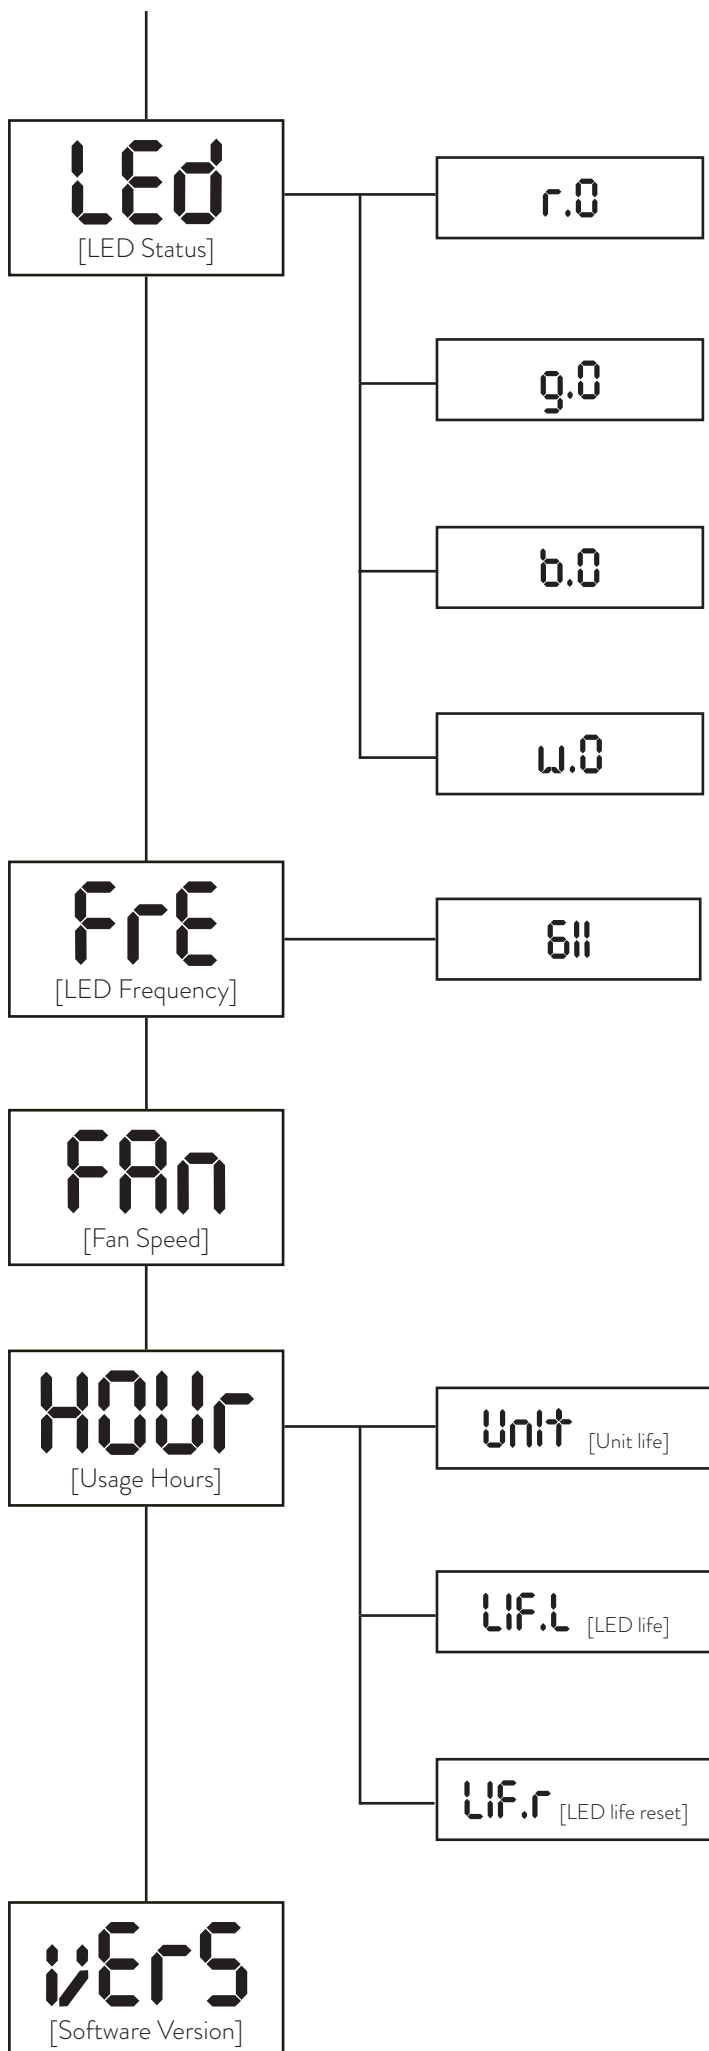 LEd
[LED Status]
r.0
g.0
b.0
w.0
FrE
[LED Frequency]
611
FAn
[Fan Speed]
HOUr
[Usage Hours]
UnIt [Unit life]
LIF.L [LED life]
LIF.r [LED life reset]
vErS
[Software Version]